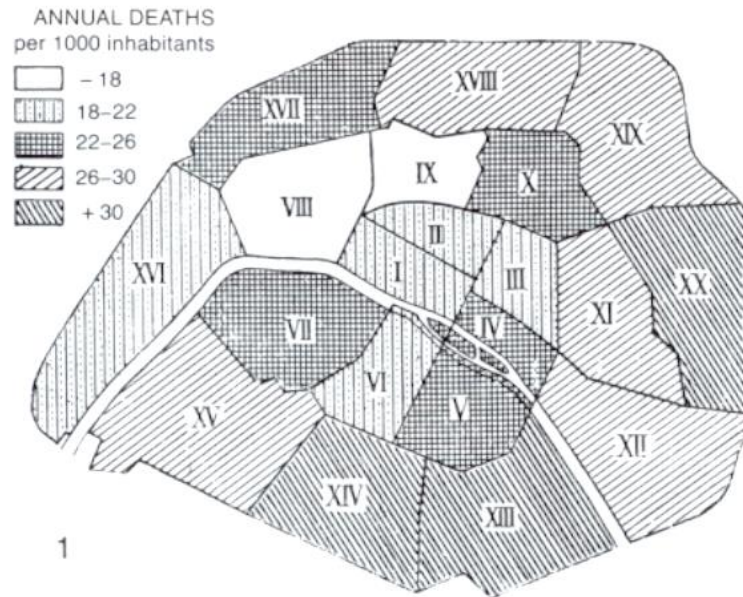 ANNUAL DEATHS
per 1000 inhabitants
– 18
18–22
22–26
26–30
+ 30
XVII
XVIII
XIX
IX
X
VIII
II
XVI
I
III
XX
XI
IV
VII
VI
V
XV
XII
XIV
XIII
1